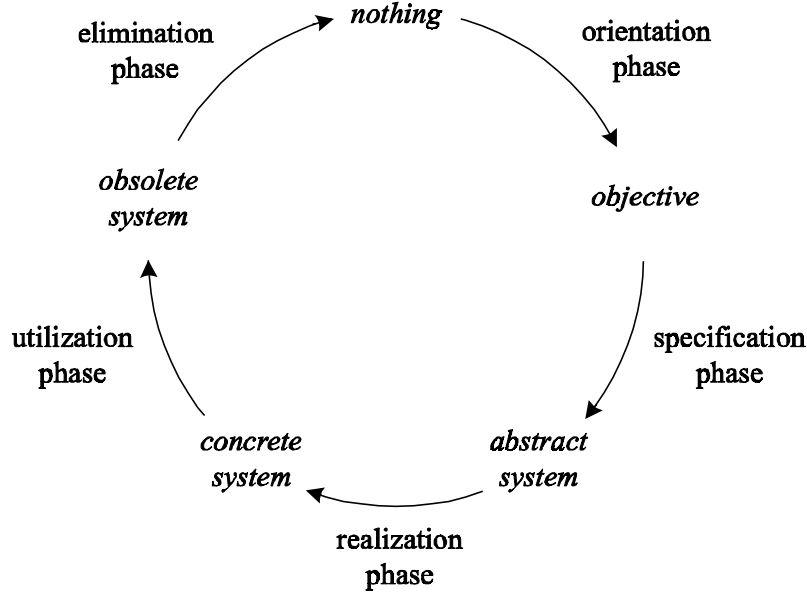 nothing
orientation
phase
objective
specification
phase
abstract
system
realization
phase
concrete
system
utilization
phase
obsolete
system
elimination
phase